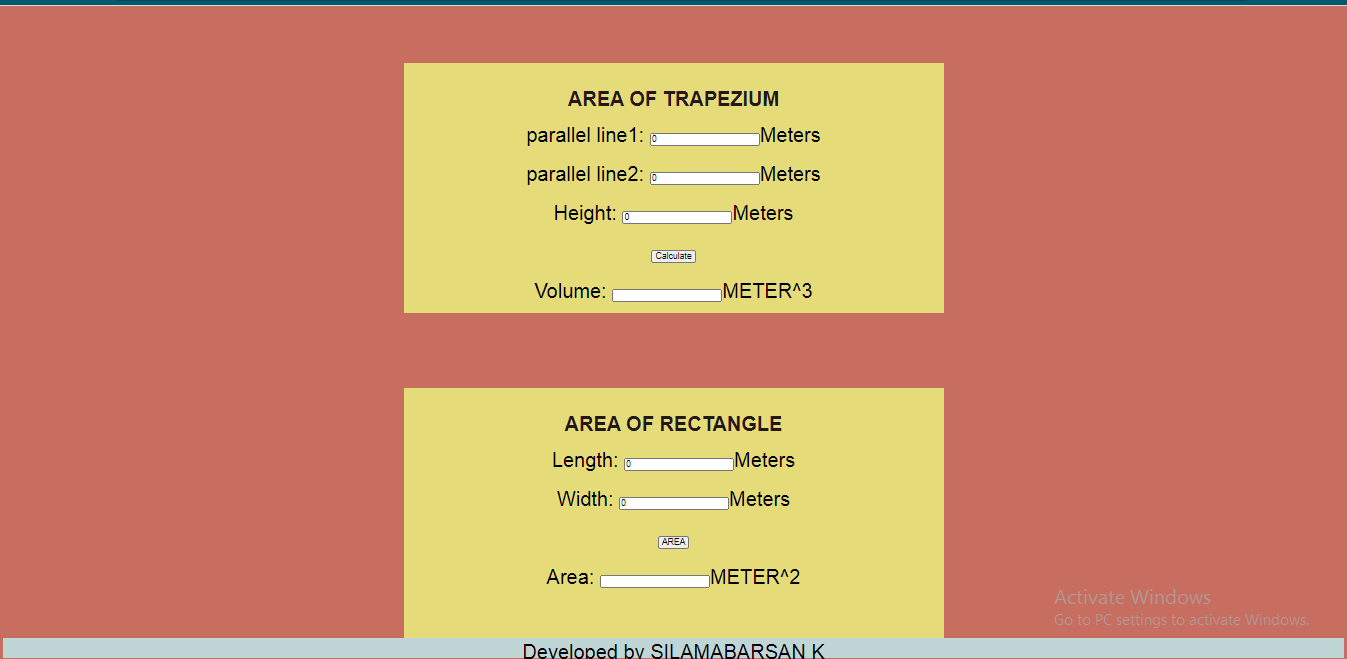 AREA OF TRAPEZIUM
parallel line1: 0 Meters
parallel line2: 0 Meters
Height: 0 Meters
Calculate
Volume: METER^3
AREA OF RECTANGLE
Length: 0 Meters
Width: 0 Meters
AREA
Area: METER^2
Activate Windows
Go to PC settings to activate Windows.
Developed by SILAMABARSAN K